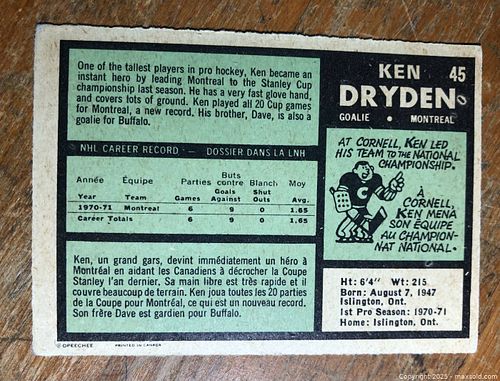 One of the tallest players in pro hockey, Ken became an
instant hero by leading Montreal to the Stanley Cup
championship last season. He has a very fast glove hand,
and covers lots of ground. Ken played all 20 Cup games
for Montreal, a new record. His brother, Dave, is also a
goalie for Buffalo.
NHL CAREER RECORD — DOSSIER DANS LA LNH
Année Équipe Parties Buts contre Blanch Moy
Year Team Games Goals Against Shut Outs Avg.
1970-71 Montreal 6 9 0 1.65
Career Totals 6 9 0 1.65
Ken, un grand gars, devint immédiatement un héro à
Montréal en aidant les Canadiens à décrocher la Coupe
Stanley l'an dernier. Sa main libre est très rapide et il
couvre beaucoup de terrain. Ken joua toutes les 20 parties
de la Coupe pour Montréal, ce qui est un nouveau record.
Son frère Dave est gardien pour Buffalo.
KEN 45
DRYDEN
GOALIE • MONTREAL
AT CORNELL, KEN LED
HIS TEAM TO THE NATIONAL
CHAMPIONSHIP.
À
CORNELL,
KEN MENA
SON ÉQUIPE
AU CHAMPION-
NAT NATIONAL.
Ht: 6'4" Wt: 215
Born: August 7, 1947
Islington, Ont.
1st Pro Season: 1970-71
Home: Islington, Ont.
© OPEECHEE PRINTED IN CANADA
Copyright © 2025 - maxsold.com